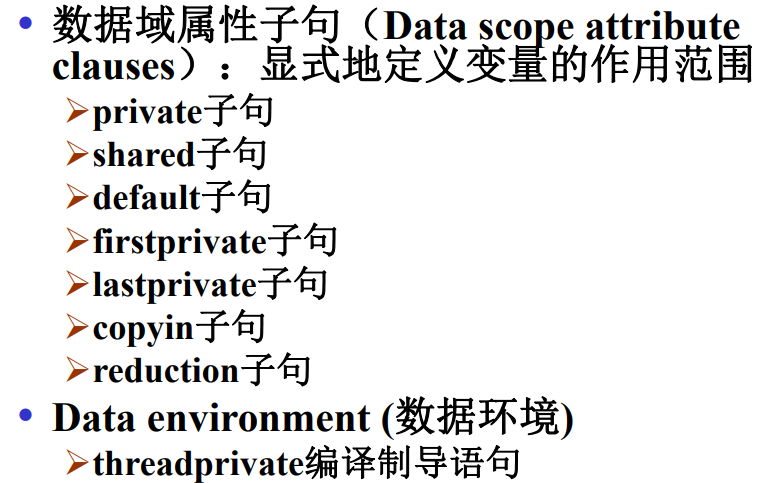 • 数据域属性子句（Data scope attribute
clauses）：显式地定义变量的作用范围
➢private子句
➢shared子句
➢default子句
➢firstprivate子句
➢lastprivate子句
➢copyin子句
➢reduction子句
• Data environment (数据环境)
➢threadprivate编译制导语句